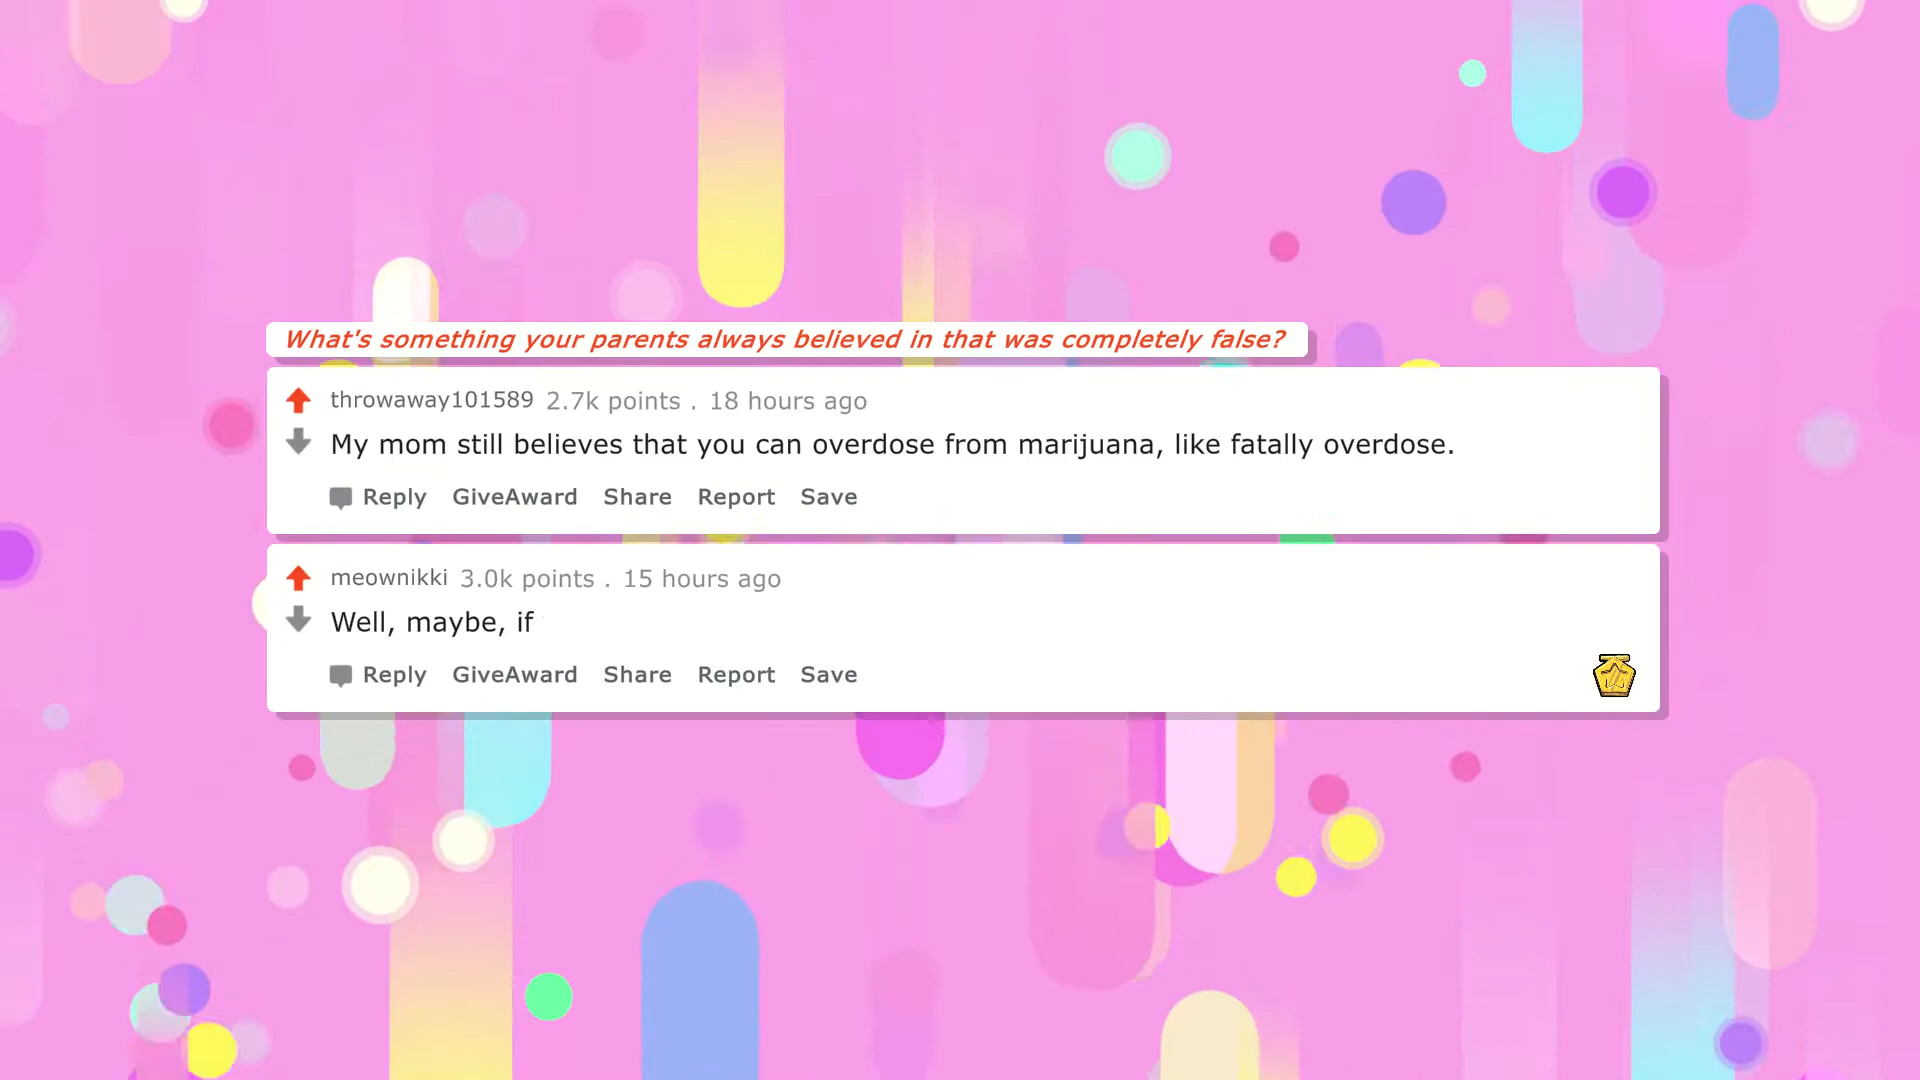 What's something your parents always believed in that was completely false?
throwaway101589 2.7k points . 18 hours ago
My mom still believes that you can overdose from marijuana, like fatally overdose.
Reply GiveAward Share Report Save
meownikki 3.0k points . 15 hours ago
Well, maybe, if
Reply GiveAward Share Report Save